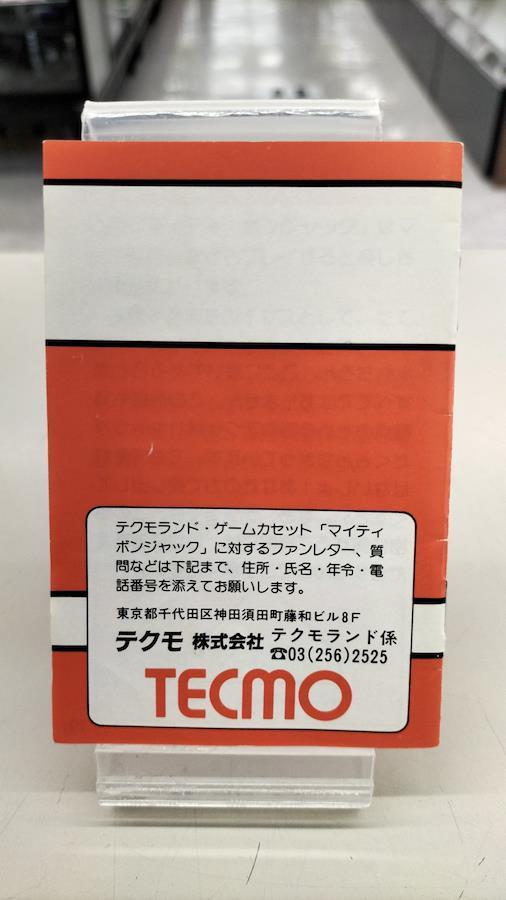 テクモランド・ゲームカセット「マイティ
ボンジャック」に対するファンレター、質
問などは下記まで、住所・氏名・年令・電
話番号を添えてお願いします。
東京都千代田区神田須田町藤和ビル8F
テクモ 株式会社 テクモランド係
☎03(256)2525
TECMO